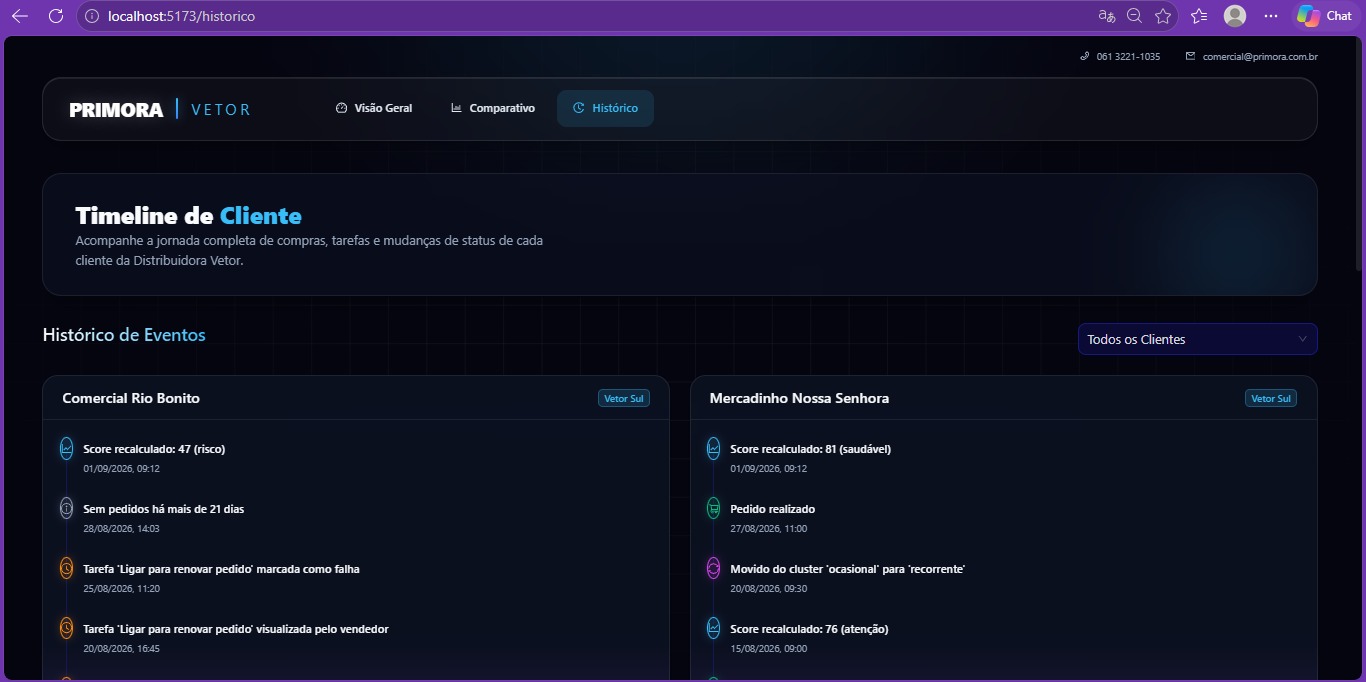 localhost:5173/historico
Chat
061 3221-1035
comercial@primora.com.br
PRIMORA | VETOR
Visão Geral
Comparativo
Histórico
Timeline de Cliente
Acompanhe a jornada completa de compras, tarefas e mudanças de status de cada
cliente da Distribuidora Vetor.
Histórico de Eventos
Todos os Clientes
Comercial Rio Bonito
Vetor Sul
Score recalculado: 47 (risco)
01/09/2026, 09:12
Sem pedidos há mais de 21 dias
28/08/2026, 14:03
Tarefa 'Ligar para renovar pedido' marcada como falha
25/08/2026, 11:20
Tarefa 'Ligar para renovar pedido' visualizada pelo vendedor
20/08/2026, 16:45
Mercadinho Nossa Senhora
Vetor Sul
Score recalculado: 81 (saudável)
01/09/2026, 09:12
Pedido realizado
27/08/2026, 11:00
Movido do cluster 'ocasional' para 'recorrente'
20/08/2026, 09:30
Score recalculado: 76 (atenção)
15/08/2026, 09:00